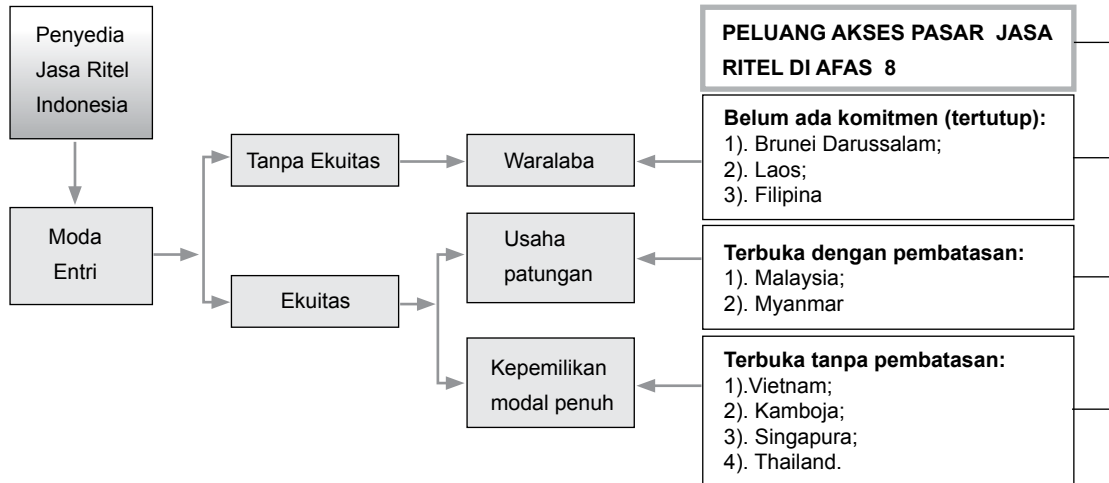 Penyedia
Jasa Ritel
Indonesia
Moda
Entri
Tanpa Ekuitas
Ekuitas
Waralaba
Usaha
patungan
Kepemilikan
modal penuh
PELUANG AKSES PASAR JASA
RITEL DI AFAS 8
Belum ada komitmen (tertutup):
1). Brunei Darussalam;
2). Laos;
3). Filipina
Terbuka dengan pembatasan:
1). Malaysia;
2). Myanmar
Terbuka tanpa pembatasan:
1).Vietnam;
2). Kamboja;
3). Singapura;
4). Thailand.